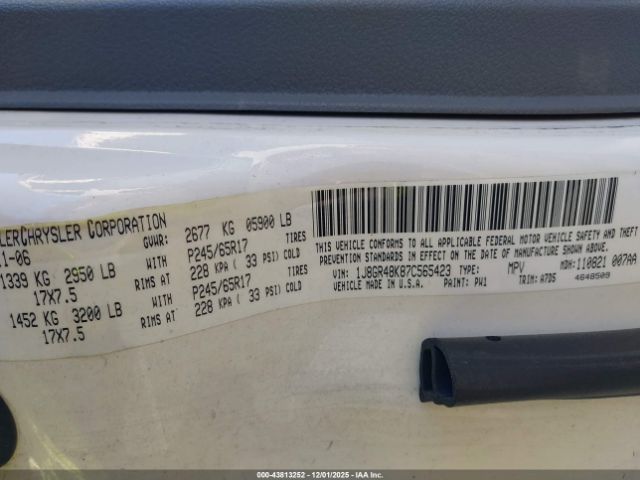 LERCHRYSLER CORPORATION
1-06
GVWR: 2677 KG 05900 LB
1339 KG 2950 LB WITH P245/65R17 TIRES
17X7.5 RIMS AT 228 KPA ( 33 PSI) COLD
1452 KG 3200 LB WITH P245/65R17 TIRES
17X7.5 RIMS AT 228 KPA ( 33 PSI) COLD
THIS VEHICLE CONFORMS TO ALL APPLICABLE FEDERAL MOTOR VEHICLE SAFETY AND THEFT
PREVENTION STANDARDS IN EFFECT ON THE DATE OF MANUFACTURE SHOWN ABOVE.
VIN: 1J8GR48K87C565423 TYPE: MPV MDH: 110821 007AA
MADE IN U.S.A. PAINT: PW1 TRIM: A7D5 4648509
000-43813252 - 12/01/2025 - IAAI.COM